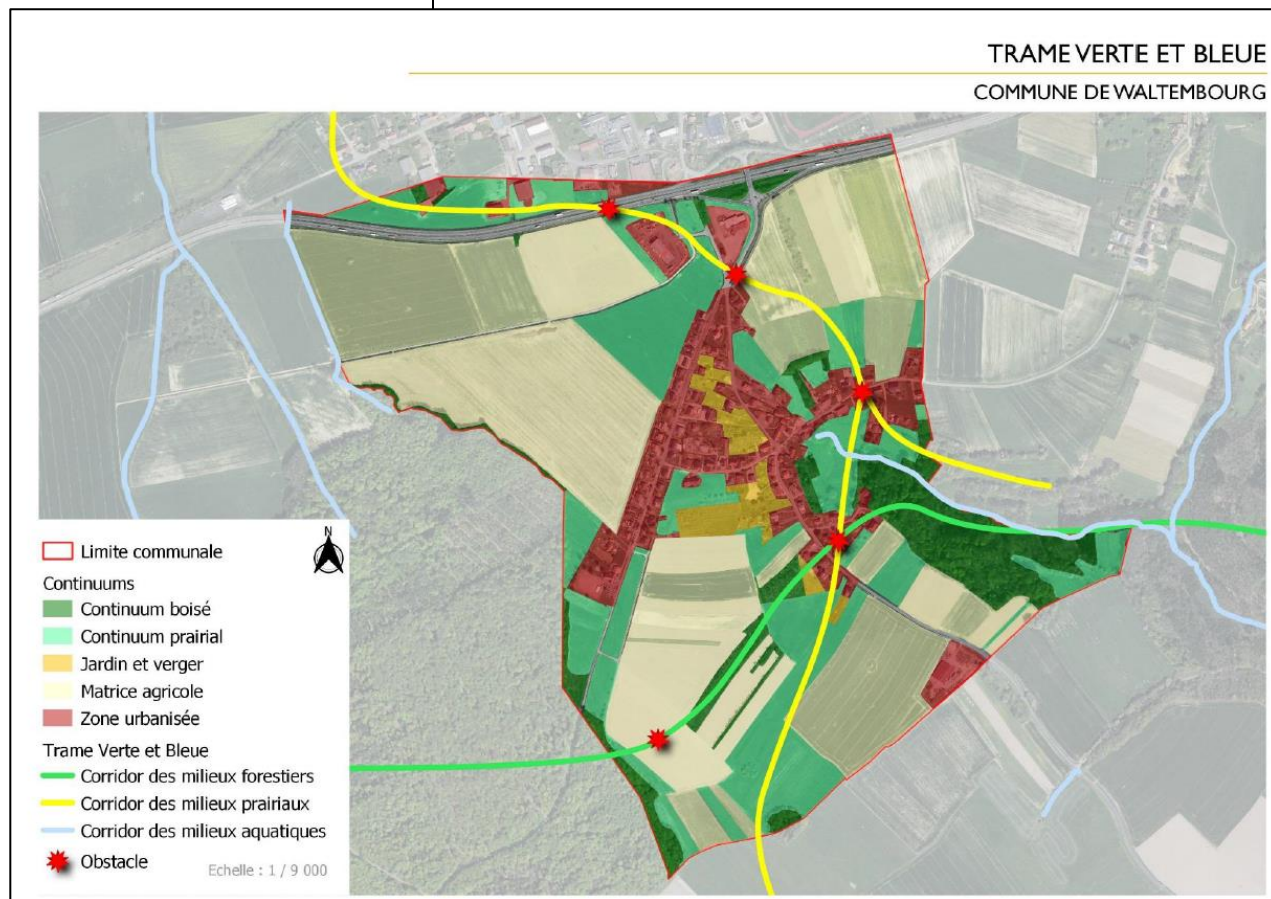 TRAME VERTE ET BLEUE
COMMUNE DE WALTEMBOURG
N
Limite communale
Continuums
Continuum boisé
Continuum prairial
Jardin et verger
Matrice agricole
Zone urbanisée
Trame Verte et Bleue
Corridor des milieux forestiers
Corridor des milieux prairiaux
Corridor des milieux aquatiques
Obstacle
Echelle : 1 / 9 000